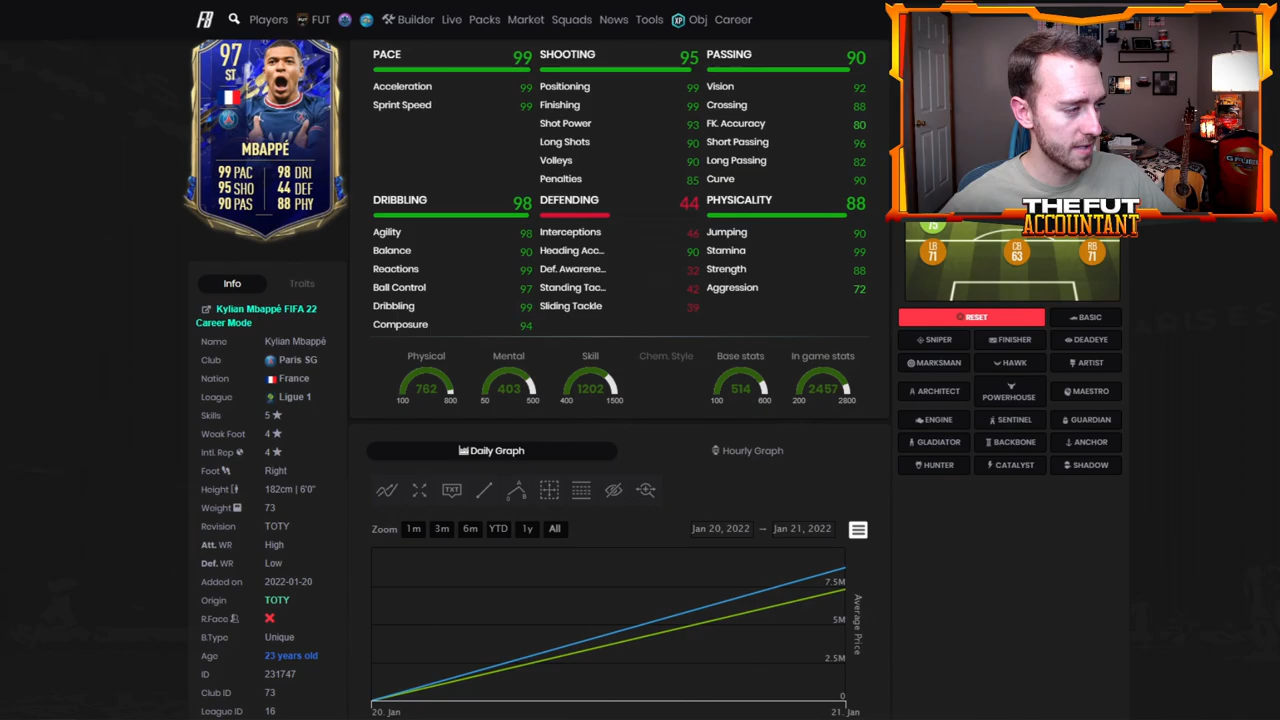 FB Players FUT Builder Live Packs Market Squads News Tools XP Obj Career
97
ST
MBAPPÉ
99 PAC 98 DRI
95 SHO 44 DEF
90 PAS 88 PHY
PACE 99
Acceleration 99
Sprint Speed 99
SHOOTING 95
Positioning 99
Finishing 99
Shot Power 93
Long Shots 90
Volleys 90
Penalties 85
PASSING 90
Vision 92
Crossing 88
FK. Accuracy 80
Short Passing 96
Long Passing 82
Curve 90
DRIBBLING 98
Agility 98
Balance 90
Reactions 99
Ball Control 97
Dribbling 99
Composure 94
DEFENDING 44
Interceptions 46
Heading Acc... 90
Def. Awarene... 32
Standing Tac... 42
Sliding Tackle 39
PHYSICALITY 88
Jumping 90
Stamina 99
Strength 88
Aggression 72
Physical
762
100 800
Mental
403
50 500
Skill
1202
400 1500
Chem. Style
Base stats
514
100 600
In game stats
2457
200 2800
Info Traits
Kylian Mbappé FIFA 22
Career Mode
Name Kylian Mbappé
Club Paris SG
Nation France
League Ligue 1
Skills 5
Weak Foot 4
Intl. Rep 4
Foot Right
Height 182cm | 6'0"
Weight 73
Revision TOTY
Att. WR High
Def. WR Low
Added on 2022-01-20
Origin TOTY
R.Face
B.Type Unique
Age 23 years old
ID 231747
Club ID 73
League ID 16
Daily Graph Hourly Graph
TXT
Zoom 1m 3m 6m YTD 1y All
Jan 20, 2022 → Jan 21, 2022
7.5M
5M
2.5M
0
Average Price
20. Jan 21. Jan
THE FUT
ACCOUNTANT
75
LB
71
CB
63
RB
71
RESET BASIC
SNIPER FINISHER DEADEYE
MARKSMAN HAWK ARTIST
ARCHITECT POWERHOUSE MAESTRO
ENGINE SENTINEL GUARDIAN
GLADIATOR BACKBONE ANCHOR
HUNTER CATALYST SHADOW